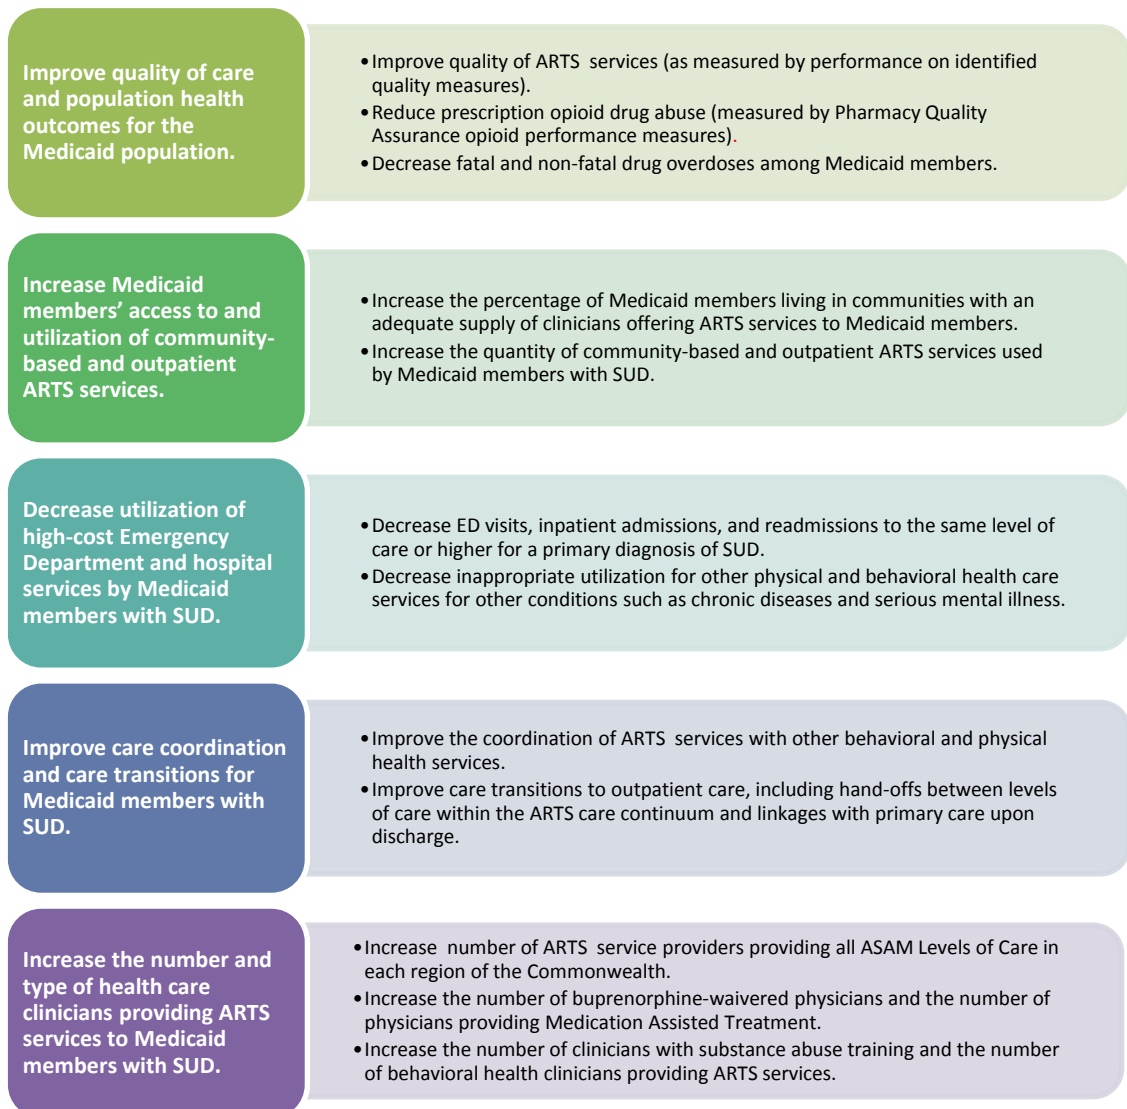 Improve quality of care
and population health
outcomes for the
Medicaid population.
•Improve quality of ARTS services (as measured by performance on identified
quality measures).
•Reduce prescription opioid drug abuse (measured by Pharmacy Quality
Assurance opioid performance measures).
•Decrease fatal and non-fatal drug overdoses among Medicaid members.
Increase Medicaid
members’ access to and
utilization of community-
based and outpatient
ARTS services.
•Increase the percentage of Medicaid members living in communities with an
adequate supply of clinicians offering ARTS services to Medicaid members.
•Increase the quantity of community-based and outpatient ARTS services used
by Medicaid members with SUD.
Decrease utilization of
high-cost Emergency
Department and hospital
services by Medicaid
members with SUD.
•Decrease ED visits, inpatient admissions, and readmissions to the same level of
care or higher for a primary diagnosis of SUD.
•Decrease inappropriate utilization for other physical and behavioral health care
services for other conditions such as chronic diseases and serious mental illness.
Improve care coordination
and care transitions for
Medicaid members with
SUD.
•Improve the coordination of ARTS services with other behavioral and physical
health services.
•Improve care transitions to outpatient care, including hand-offs between levels
of care within the ARTS care continuum and linkages with primary care upon
discharge.
Increase the number and
type of health care
clinicians providing ARTS
services to Medicaid
members with SUD.
•Increase number of ARTS service providers providing all ASAM Levels of Care in
each region of the Commonwealth.
•Increase the number of buprenorphine-waivered physicians and the number of
physicians providing Medication Assisted Treatment.
•Increase the number of clinicians with substance abuse training and the number
of behavioral health clinicians providing ARTS services.